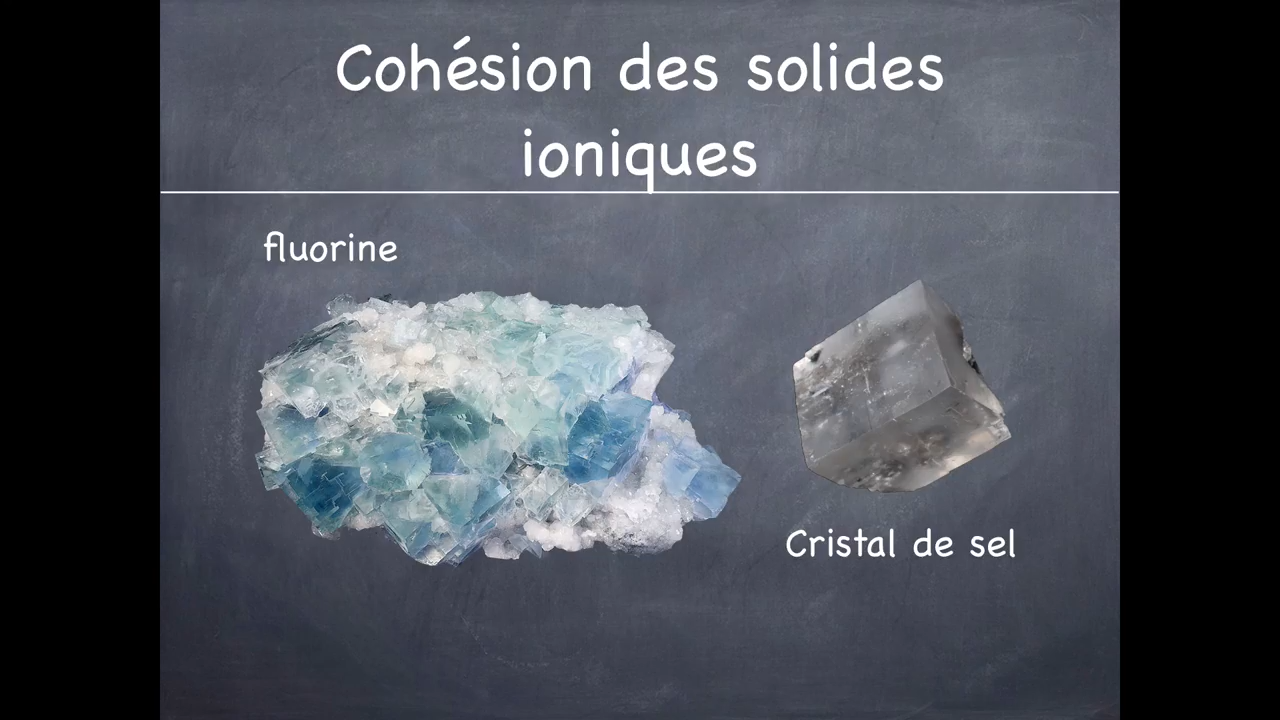 Cohésion des solides
ioniques
fluorine
Cristal de sel